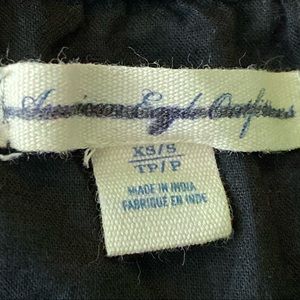 American Eagle Outfitters
XS/S
TP/P
MADE IN INDIA
FABRIQUÉ EN INDE